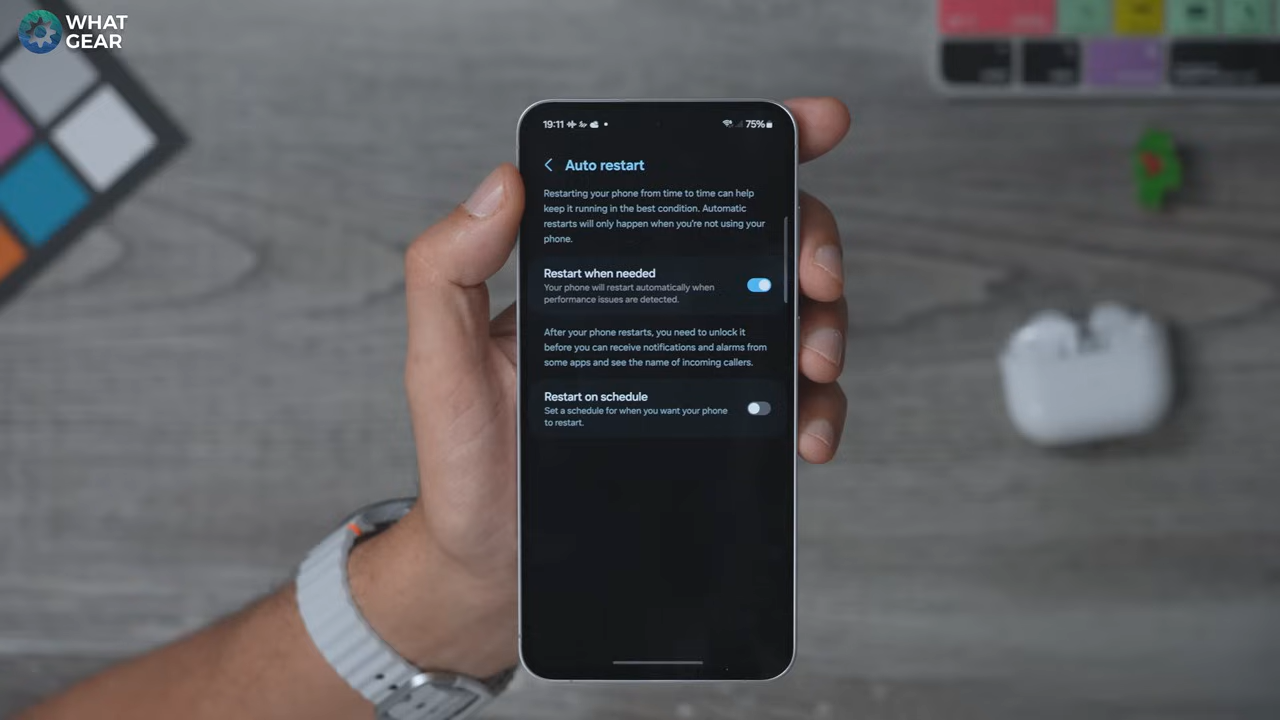 WHAT
GEAR
19:11
75%
Auto restart
Restarting your phone from time to time can help
keep it running in the best condition. Automatic
restarts will only happen when you're not using your
phone.
Restart when needed
Your phone will restart automatically when
performance issues are detected.
After your phone restarts, you need to unlock it
before you can receive notifications and alarms from
some apps and see the name of incoming callers.
Restart on schedule
Set a schedule for when you want your phone
to restart.